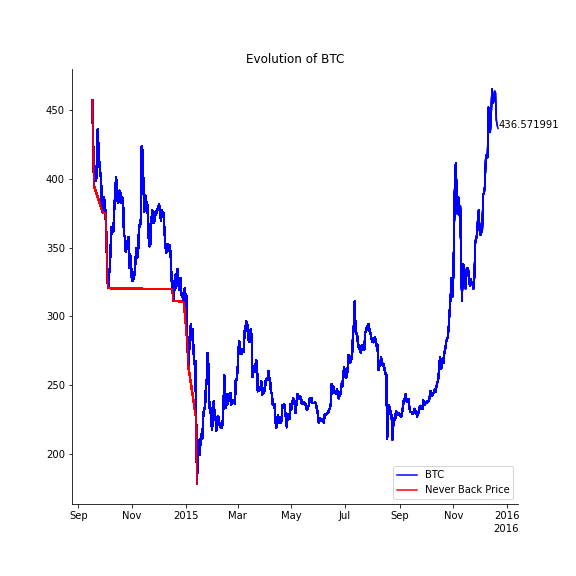 Evolution of BTC
450
400
350
300
250
200
436.571991
BTC
Never Back Price
Sep
Nov
2015
Mar
May
Jul
Sep
Nov
2016
2016